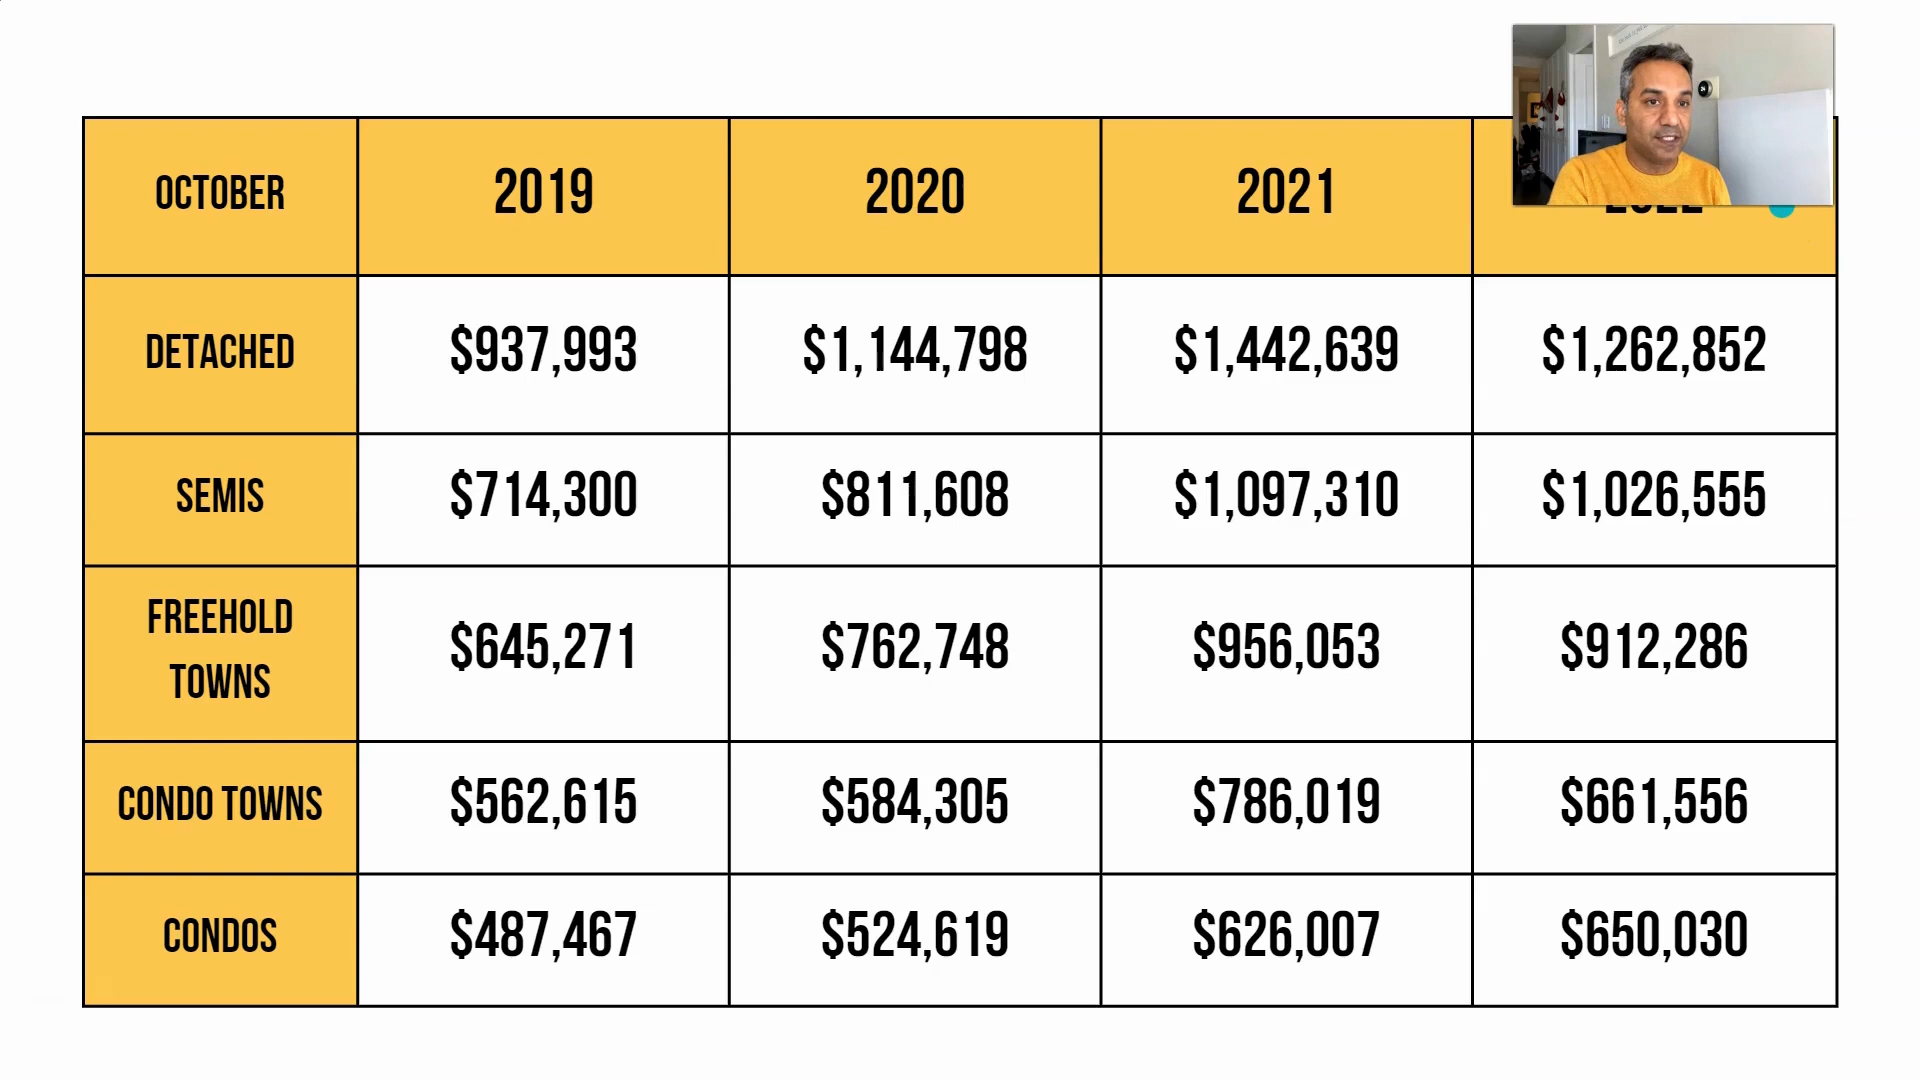 OCTOBER 2019 2020 2021
DETACHED $937,993 $1,144,798 $1,442,639 $1,262,852
SEMIS $714,300 $811,608 $1,097,310 $1,026,555
FREEHOLD
TOWNS $645,271 $762,748 $956,053 $912,286
CONDO TOWNS $562,615 $584,305 $786,019 $661,556
CONDOS $487,467 $524,619 $626,007 $650,030